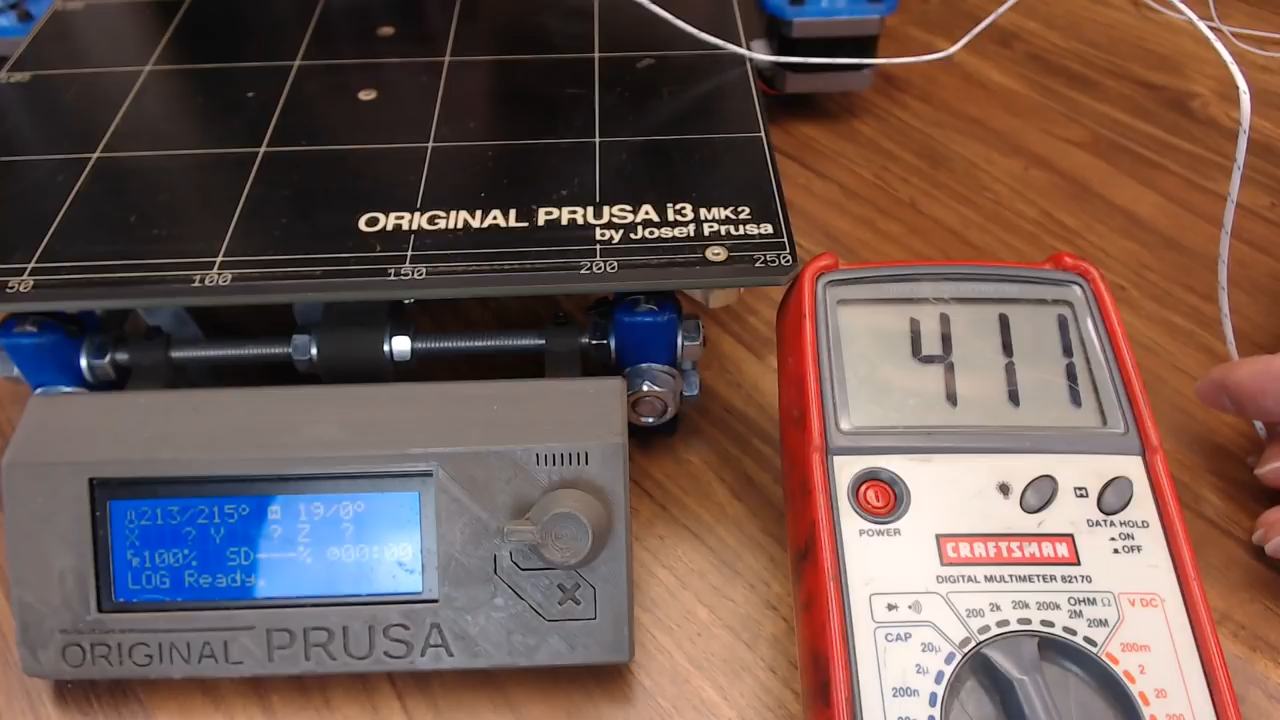 ORIGINAL PRUSA i3 MK2
by Josef Prusa
50 100 150 200 250
411
213/215° 19/0°
X ? Y ? Z ?
100% SD---% 00:00
LOG Ready.
ORIGINAL PRUSA
POWER
DATA HOLD
ON
OFF
CRAFTSMAN
DIGITAL MULTIMETER 82170
200 2k 20k 200k 2M 20M
OHM Ω
V DC
200m
2
20
200
CAP
20µ
2µ
200n